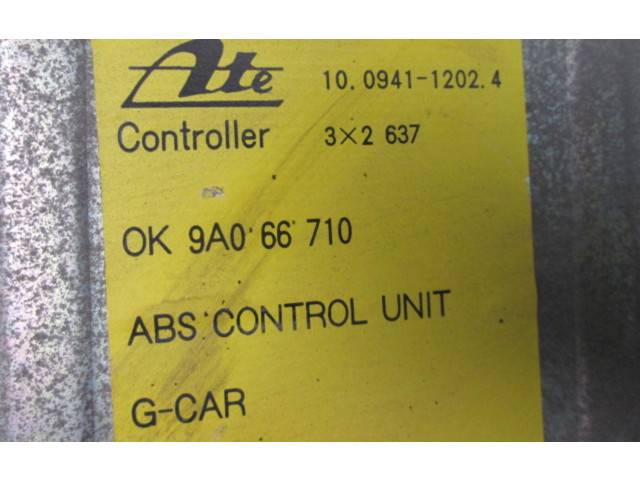 Ate 10.0941-1202.4
Controller 3×2 637
OK 9A0 66 710
ABS CONTROL UNIT
G-CAR